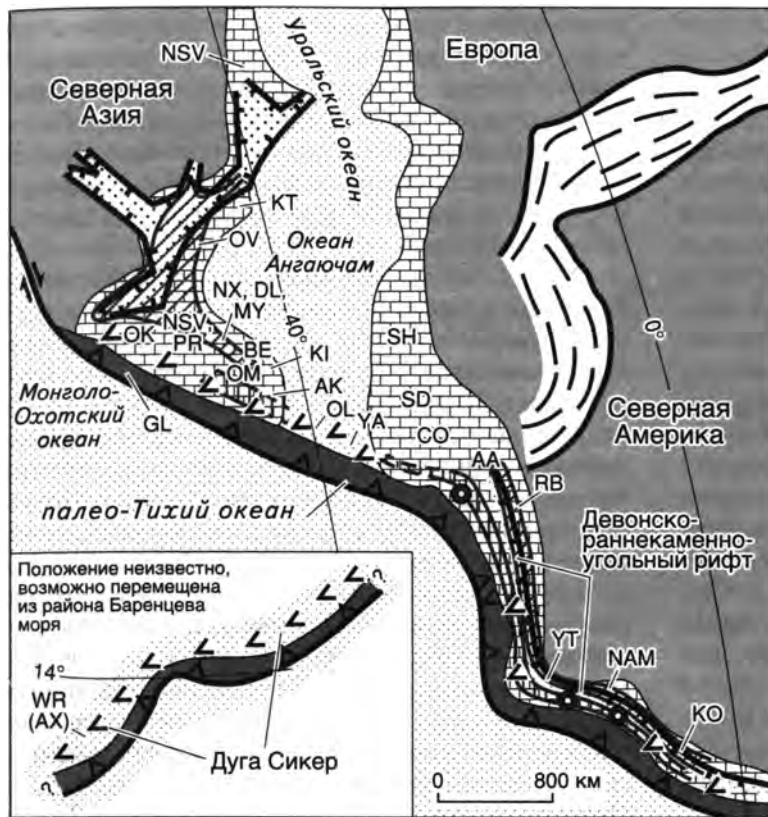 NSV
Уральский океан
Европа
Северная
Азия
KT
OV
Океан
Ангаючам
NX, DL
MY
40°
0°
NSV
OK
PR
BE
KI
SH
OM
AK
SD
Монголо-
Охотский
океан
GL
OL
YA
CO
Северная
Америка
AA
RB
палео-Тихий океан
Девонско-
раннекаменно-
угольный рифт
Положение неизвестно,
возможно перемещена
из района Баренцева
моря
?
14°
WR
(AX)
YT
NAM
KO
Дуга Сикер
?
0 800 км